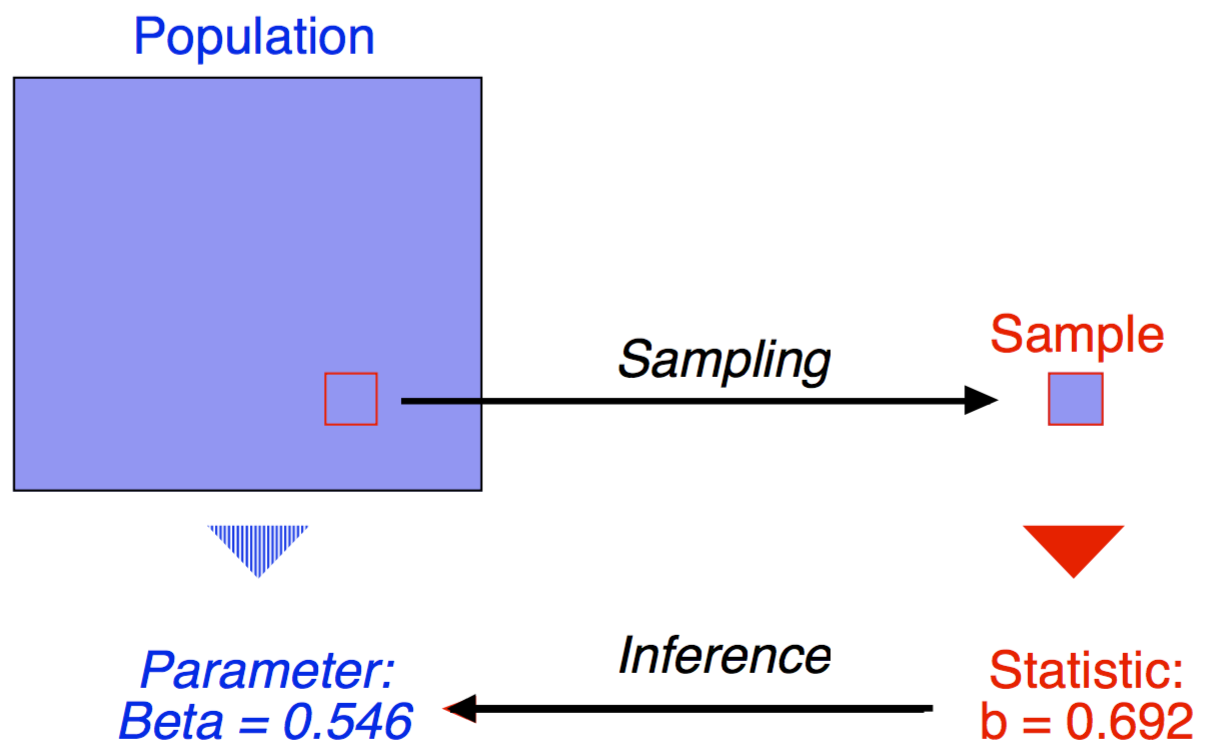 Population
Sampling
Sample
Parameter:
Beta = 0.546
Inference
Statistic:
b = 0.692